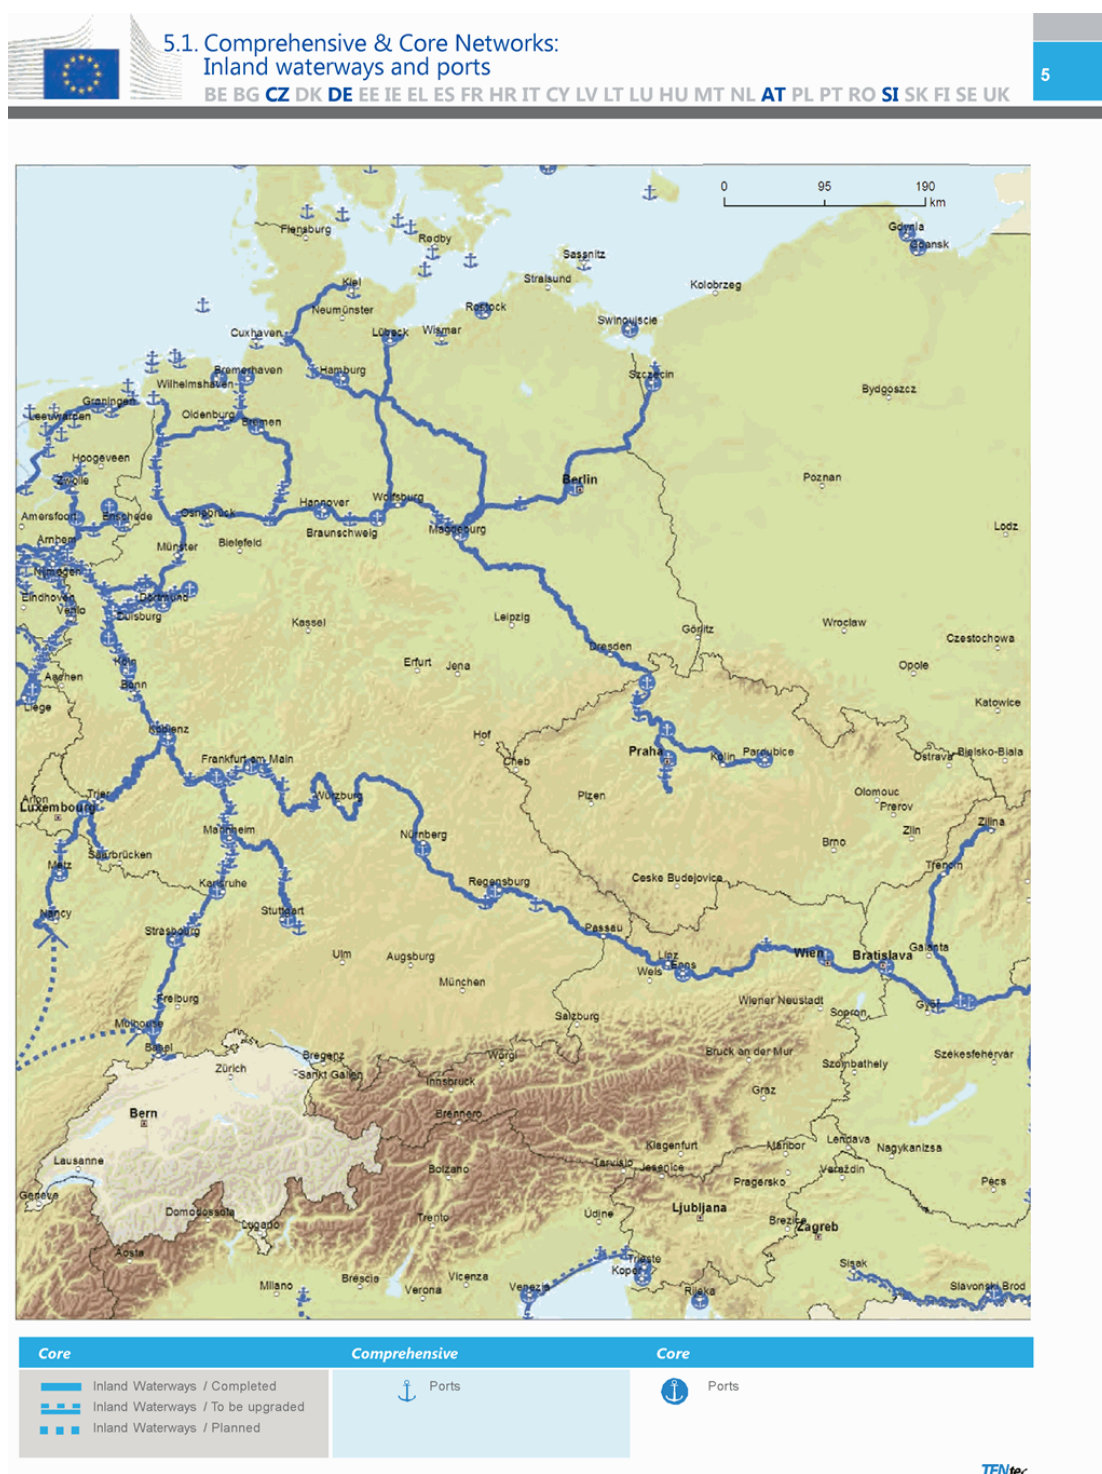 5.1. Comprehensive & Core Networks:
Inland waterways and ports
BE BG CZ DK DE EE IE EL ES FR HR IT CY LV LT LU HU MT NL AT PL PT RO SI SK FI SE UK
5
0 95 190
km
Flensburg
Rødby
Gdynia
Gdansk
Sassnitz
Stralsund
Kiel
Kolobrzeg
Neumünster
Rostock
Cuxhaven
Lübeck
Wismar
Swinoujscie
Bremerhaven
Hamburg
Szczecin
Wilhelmshaven
Bydgoszcz
Groningen
Leeuwarden
Oldenburg
Bremen
Hoogeveen
Zwolle
Berlin
Poznan
Wolfsburg
Hannover
Amersfoort
Enschede
Osnabrück
Braunschweig
Magdeburg
Lodz
Arnhem
Münster
Bielefeld
Nijmegen
Eindhoven
Dortmund
Venlo
Duisburg
Kassel
Leipzig
Görlitz
Wroclaw
Czestochowa
Dresden
Köln
Erfurt
Jena
Opole
Aachen
Bonn
Liège
Katowice
Koblenz
Hof
Praha
Kolin
Pardubice
Ostrava
Bielsko-Biala
Frankfurt am Main
Cheb
Arlon
Trier
Luxembourg
Würzburg
Plzen
Olomouc
Prerov
Mannheim
Nürnberg
Zlin
Zilina
Brno
Saarbrücken
Metz
Trencin
Karlsruhe
Regensburg
Ceske Budejovice
Nancy
Stuttgart
Strasbourg
Passau
Galanta
Ulm
Augsburg
Linz
Wels
Enns
Wien
Bratislava
München
Freiburg
Wiener Neustadt
Györ
Sopron
Mulhouse
Salzburg
Basel
Bregenz
Wörgl
Bruck an der Mur
Székesfehérvár
Zürich
Sankt Gallen
Innsbruck
Szombathely
Graz
Bern
Brennero
Klagenfurt
Maribor
Lendava
Nagykanizsa
Lausanne
Bolzano
Tarvisio
Jesenice
Varaždin
Pragersko
Pécs
Genève
Domodossola
Lugano
Trento
Udine
Ljubljana
Brezice
Zagreb
Aosta
Trieste
Koper
Sisak
Milano
Brescia
Verona
Vicenza
Venezia
Rijeka
Slavonski Brod
Core Comprehensive Core
Inland Waterways / Completed
Inland Waterways / To be upgraded
Inland Waterways / Planned
Ports
Ports
TENtec